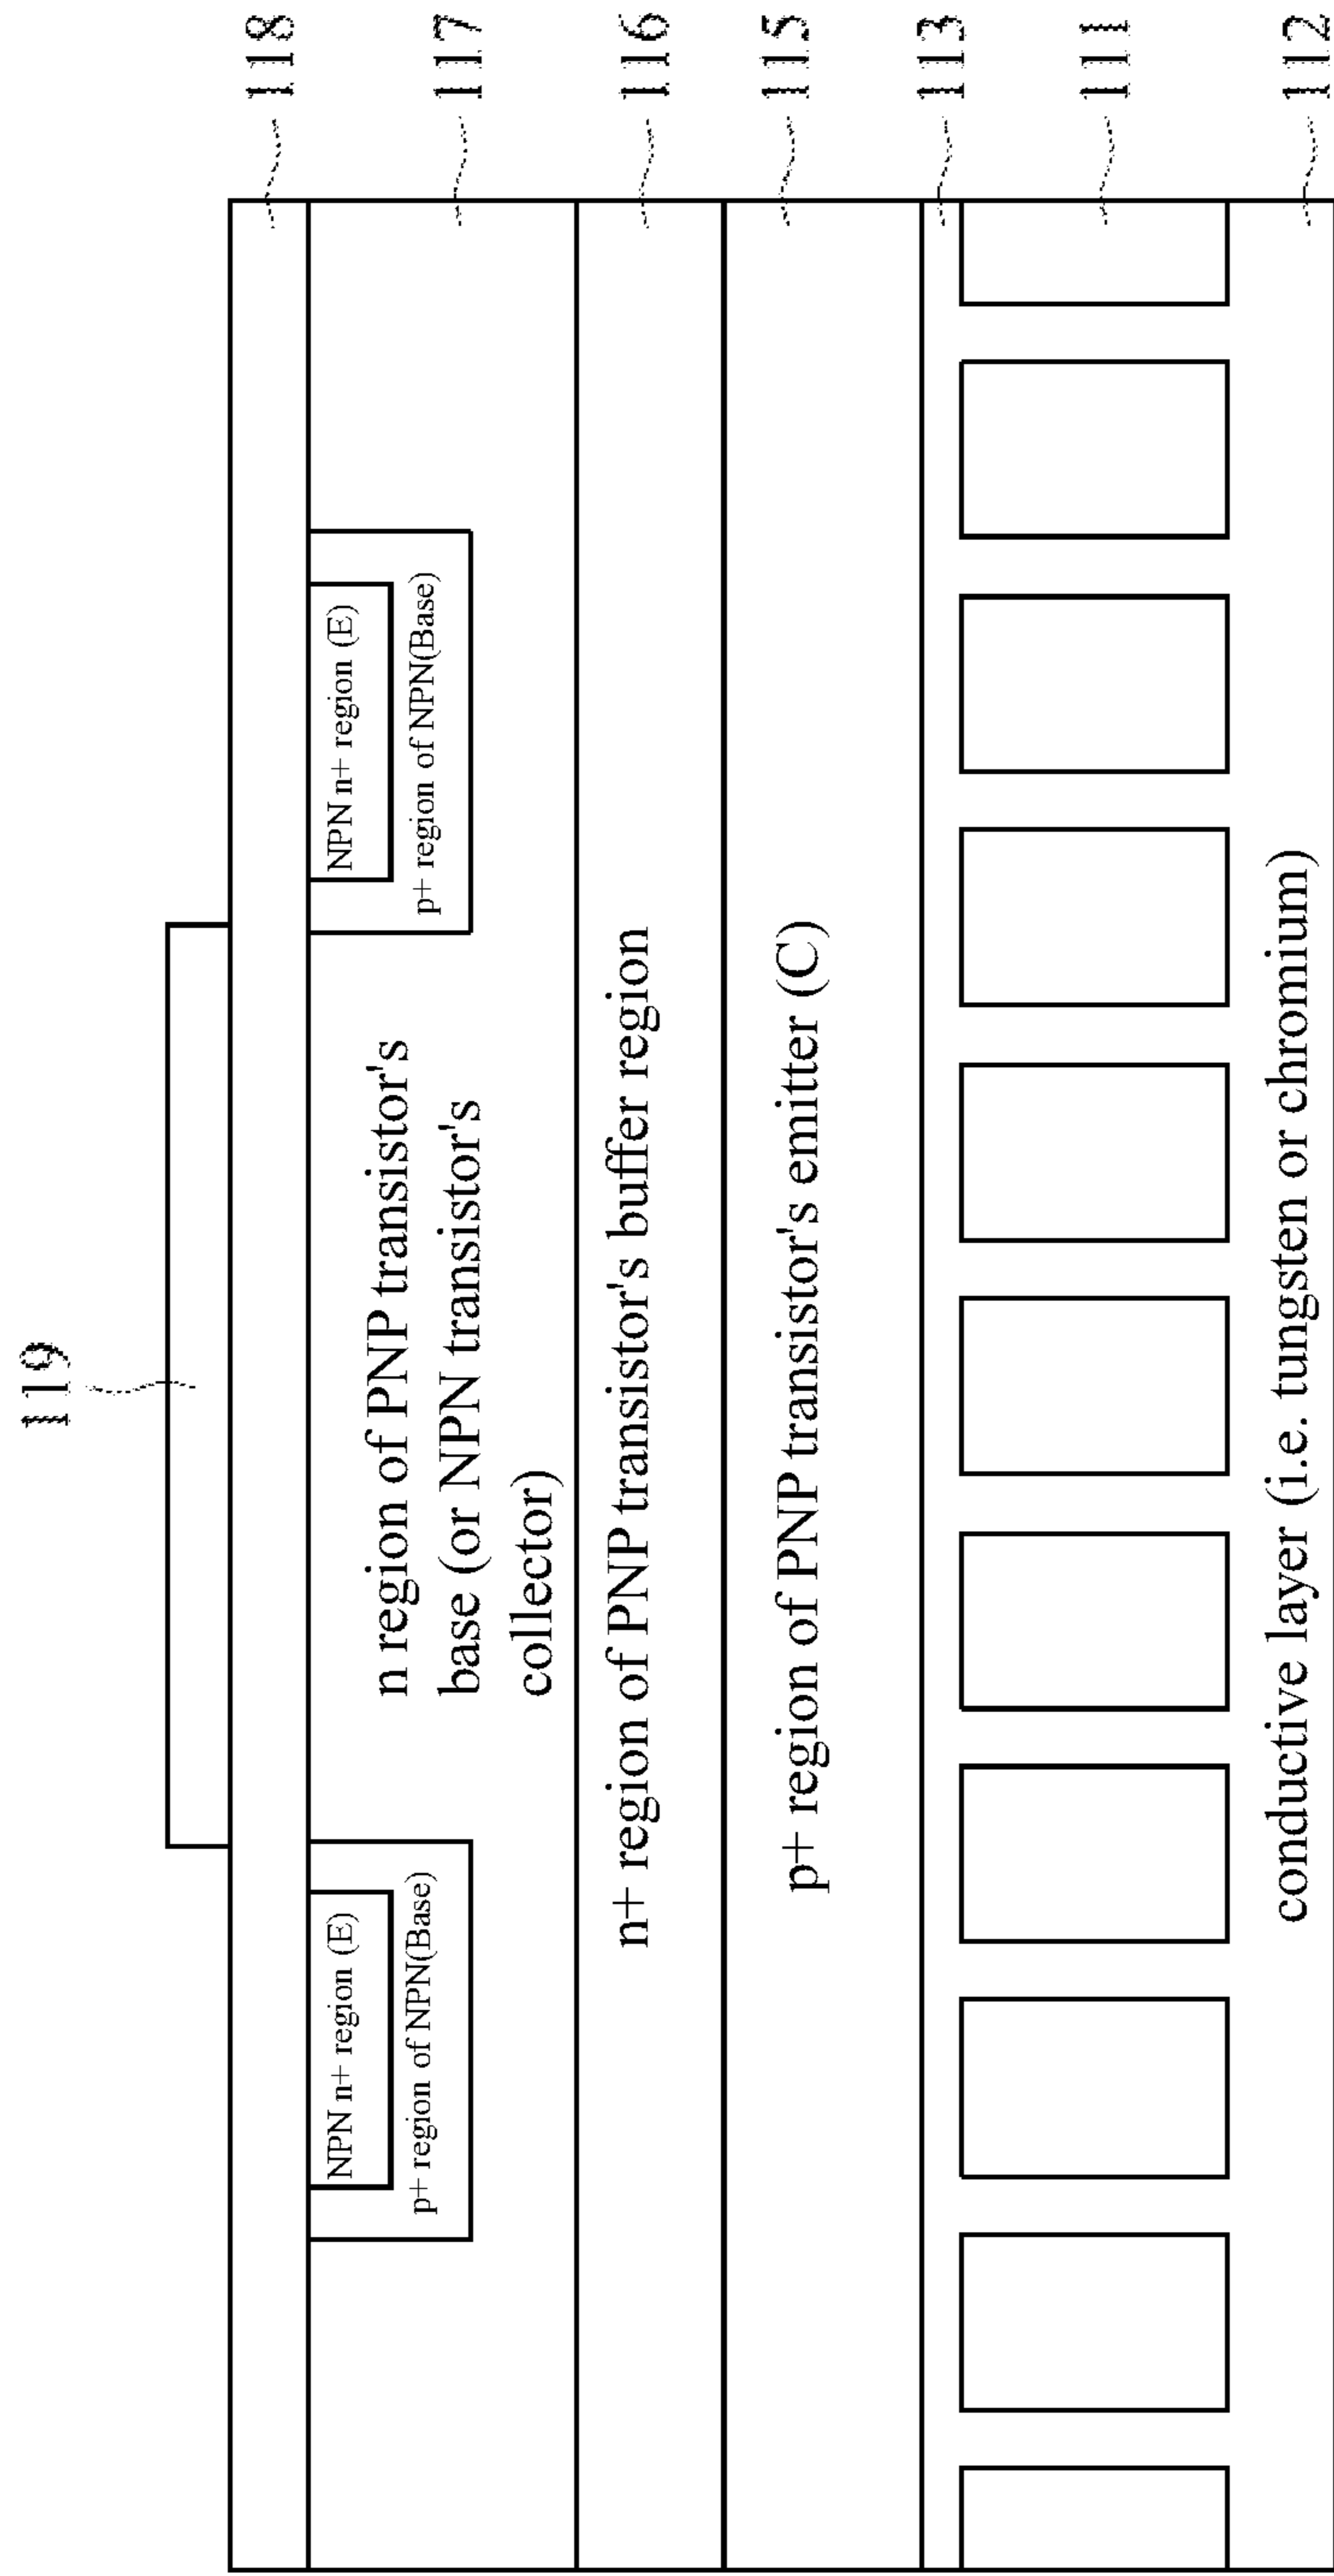 119
118
NPN n+ region (E)
NPN n+ region (E)
p+ region of NPN(Base)
p+ region of NPN(Base)
n region of PNP transistor's
base (or NPN transistor's
collector)
117
n+ region of PNP transistor's buffer region
116
p+ region of PNP transistor's emitter (C)
115
113
111
conductive layer (i.e. tungsten or chromium)
112